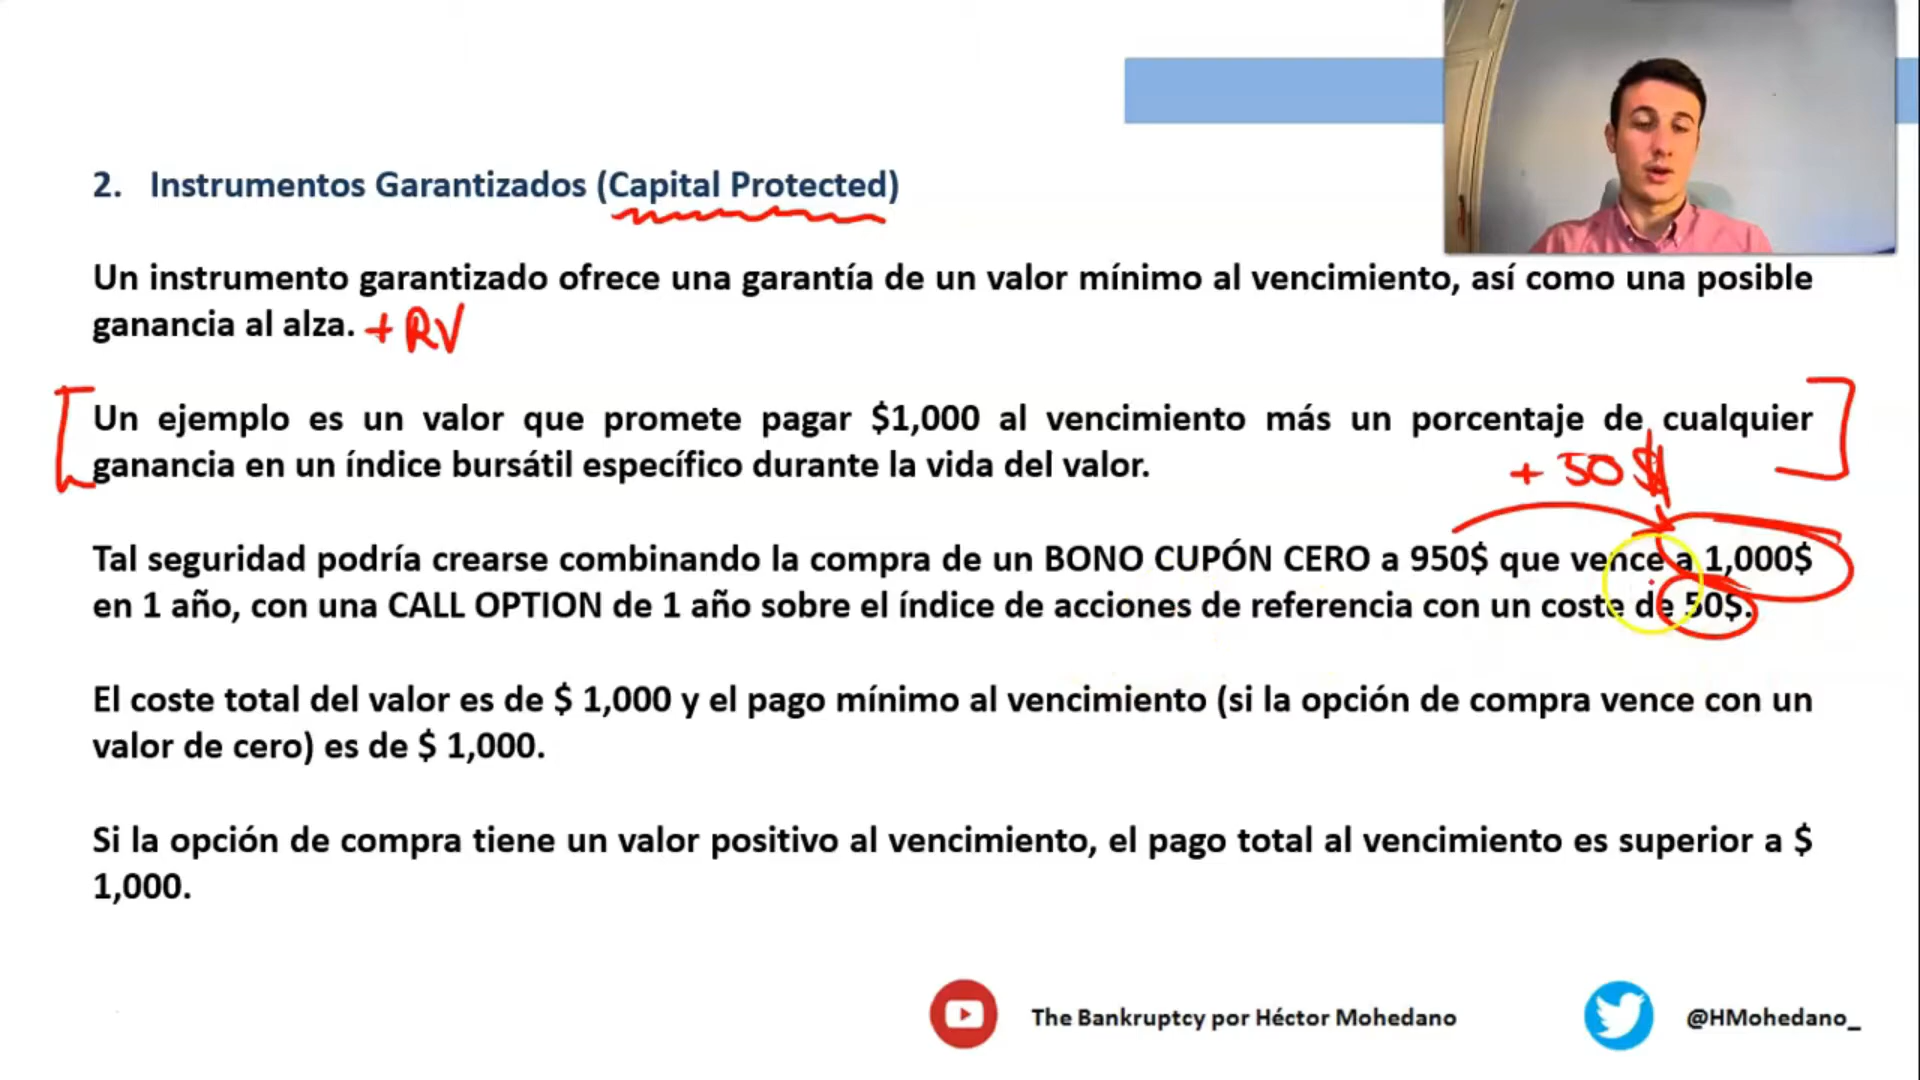 2. Instrumentos Garantizados (Capital Protected)
Un instrumento garantizado ofrece una garantía de un valor mínimo al vencimiento, así como una posible
ganancia al alza. + RV
Un ejemplo es un valor que promete pagar $1,000 al vencimiento más un porcentaje de cualquier
ganancia en un índice bursátil específico durante la vida del valor.
+ 50 $
Tal seguridad podría crearse combinando la compra de un BONO CUPÓN CERO a 950$ que vence a 1,000$
en 1 año, con una CALL OPTION de 1 año sobre el índice de acciones de referencia con un coste de 50$.
El coste total del valor es de $ 1,000 y el pago mínimo al vencimiento (si la opción de compra vence con un
valor de cero) es de $ 1,000.
Si la opción de compra tiene un valor positivo al vencimiento, el pago total al vencimiento es superior a $
1,000.
The Bankruptcy por Héctor Mohedano
@HMohedano_